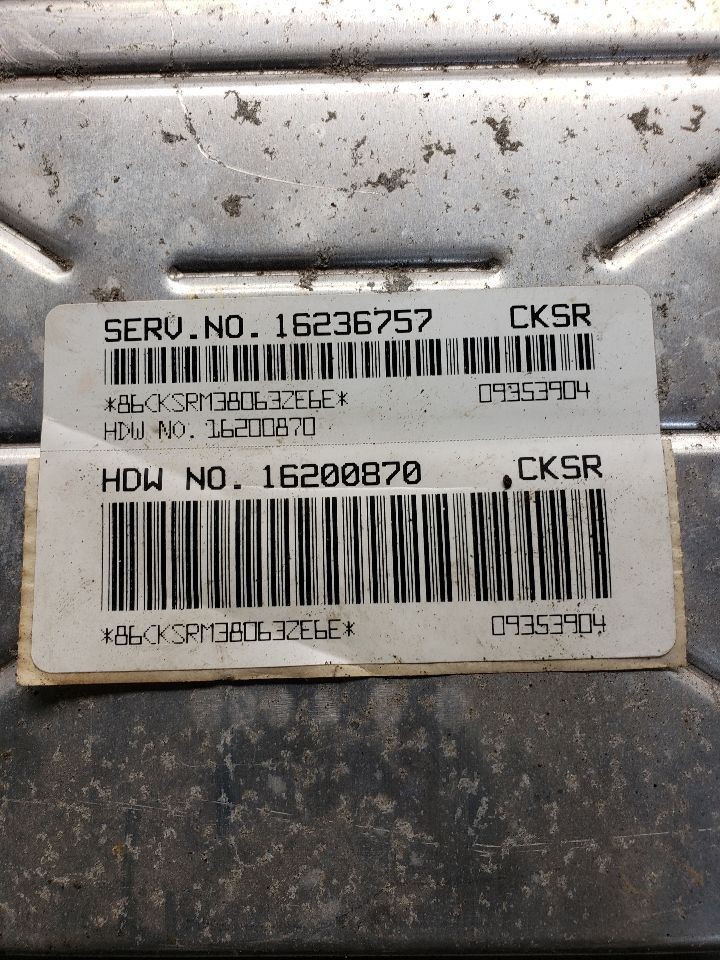 SERV.NO. 16236757 CKSR
*86CKSRM38063ZE6E* 09353904
HDW NO. 16200870
HDW NO. 16200870 CKSR
*86CKSRM38063ZE6E* 09353904